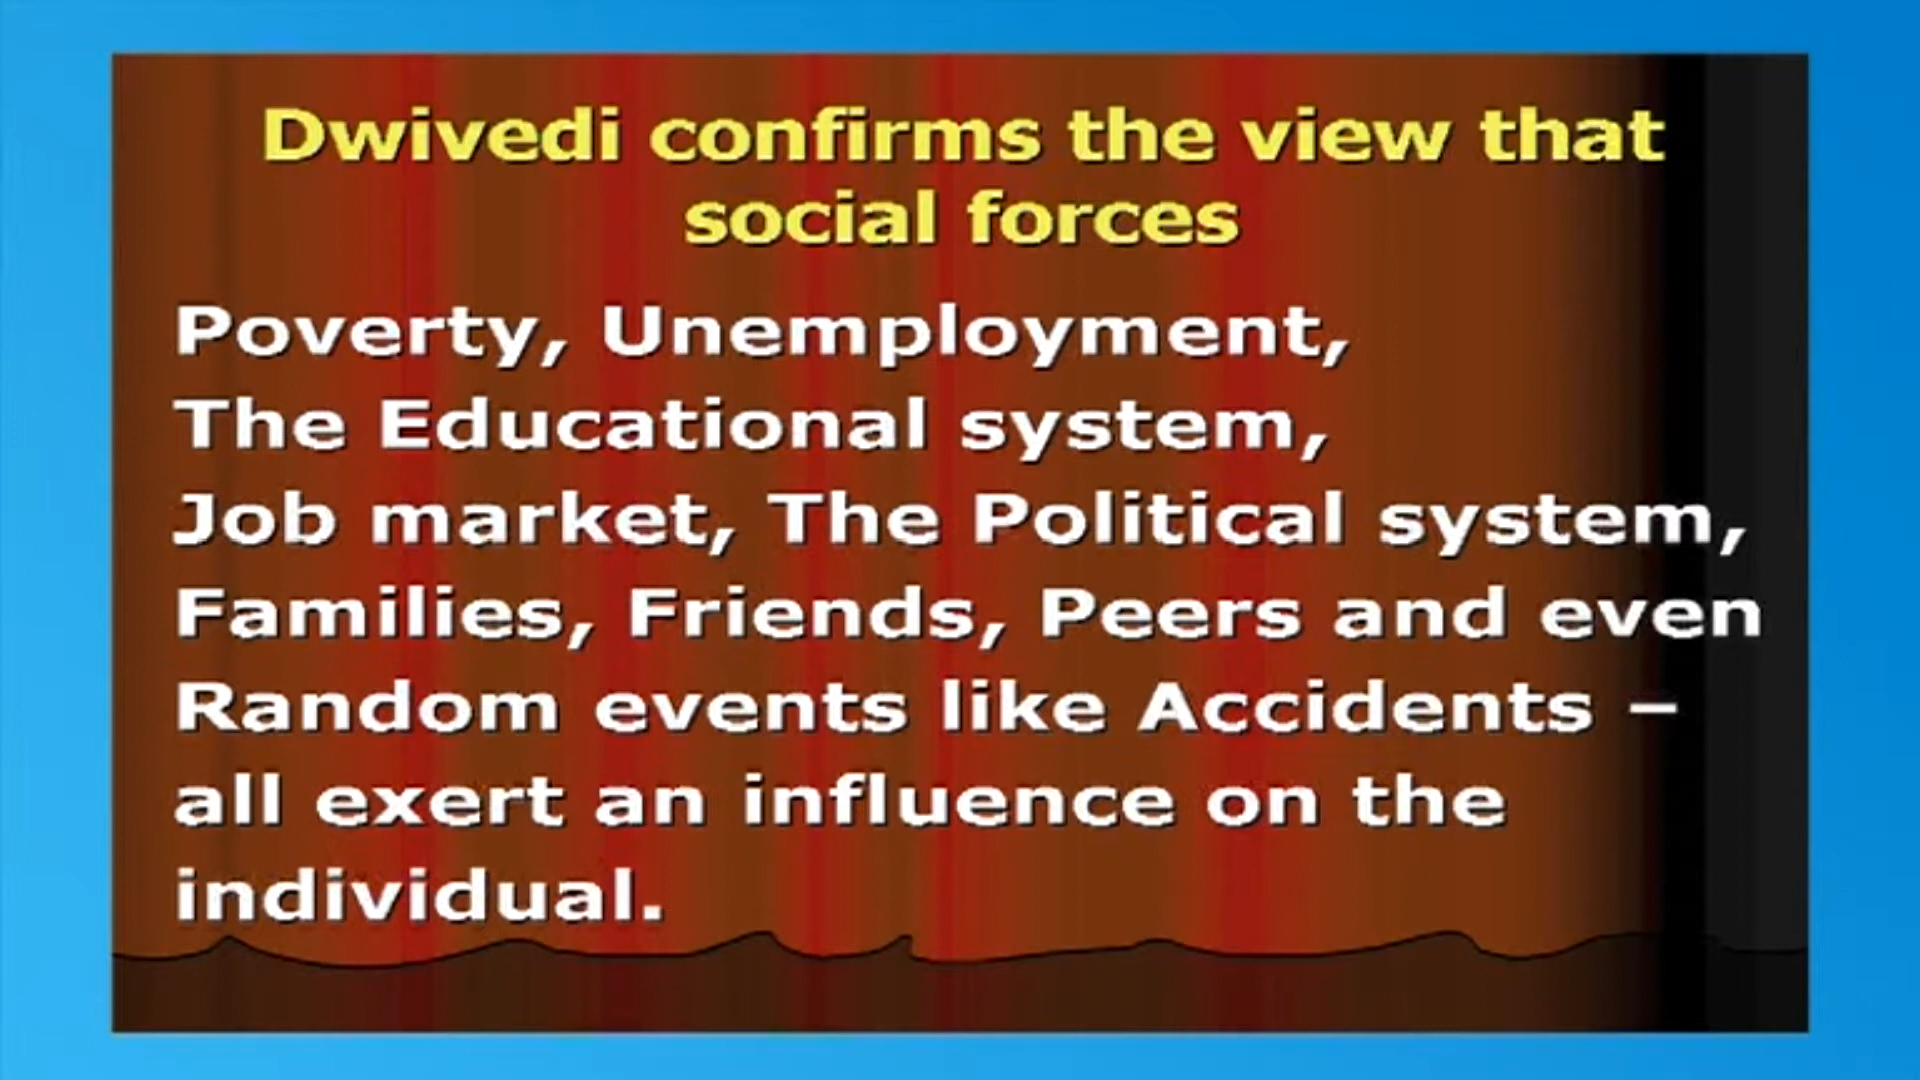 Dwivedi confirms the view that
social forces
Poverty, Unemployment,
The Educational system,
Job market, The Political system,
Families, Friends, Peers and even
Random events like Accidents –
all exert an influence on the
individual.